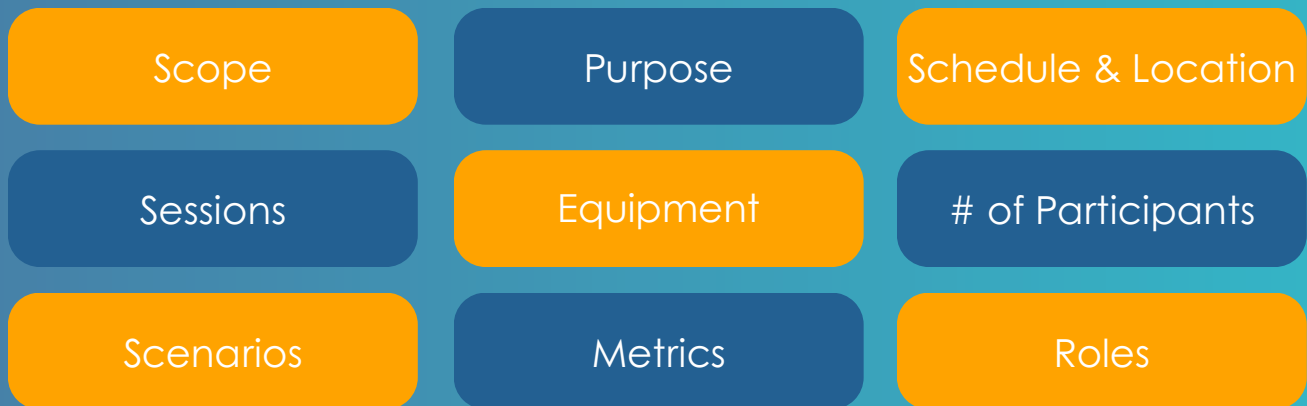 Scope
Purpose
Schedule & Location
Sessions
Equipment
# of Participants
Scenarios
Metrics
Roles